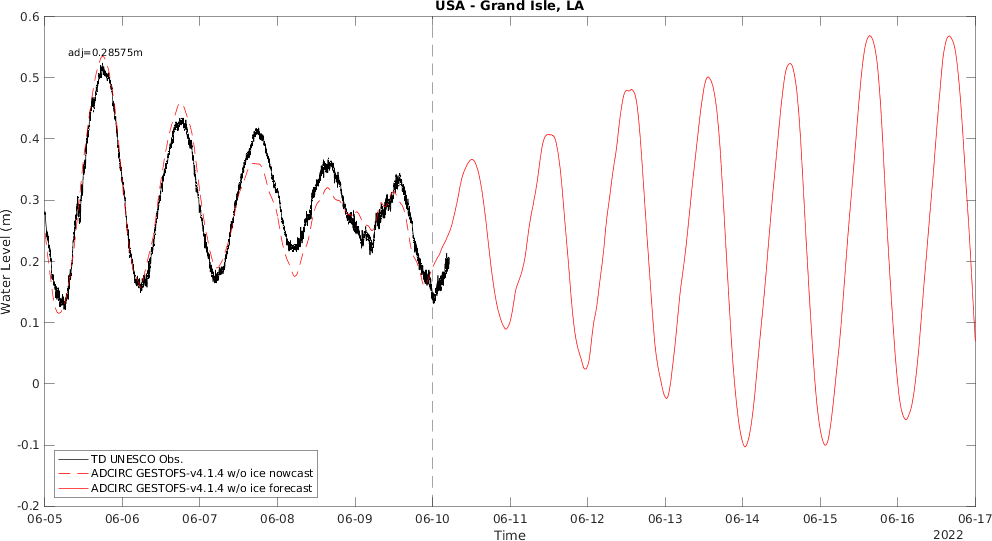 USA - Grand Isle, LA
adj=0.28575m
Water Level (m)
0.6
0.5
0.4
0.3
0.2
0.1
0
-0.1
-0.2
TD UNESCO Obs.
ADCIRC GESTOFS-v4.1.4 w/o ice nowcast
ADCIRC GESTOFS-v4.1.4 w/o ice forecast
06-05 06-06 06-07 06-08 06-09 06-10 06-11 06-12 06-13 06-14 06-15 06-16 06-17
Time
2022